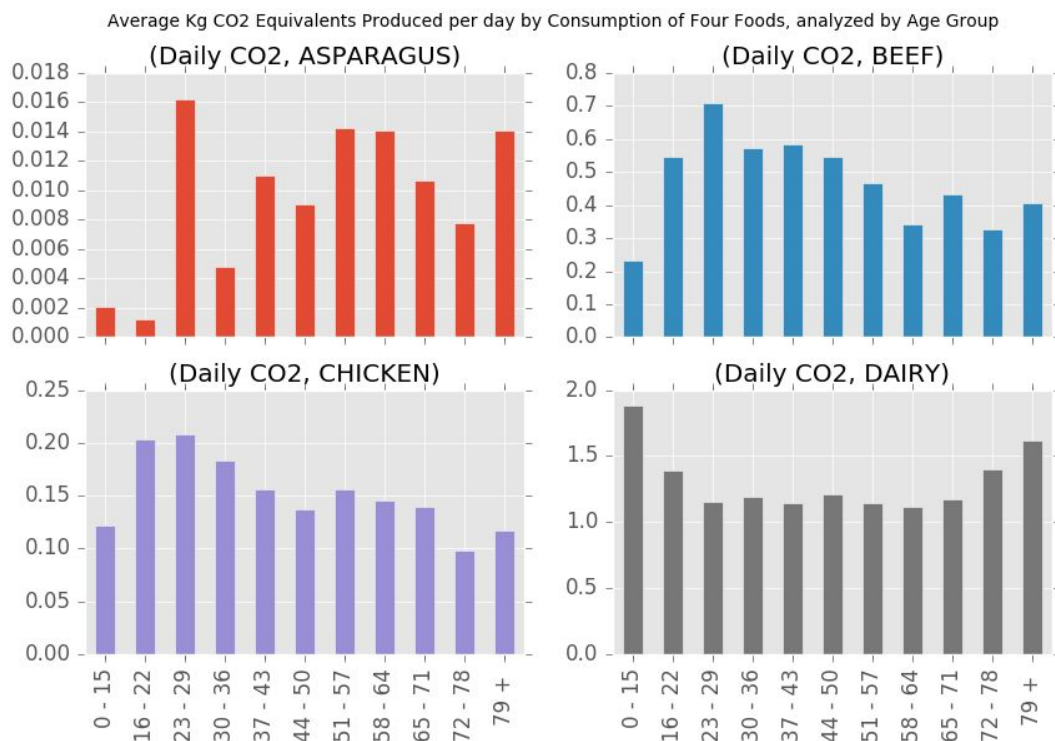 Average Kg CO2 Equivalents Produced per day by Consumption of Four Foods, analyzed by Age Group
(Daily CO2, ASPARAGUS)
0.018
0.016
0.014
0.012
0.010
0.008
0.006
0.004
0.002
0.000
(Daily CO2, BEEF)
0.8
0.7
0.6
0.5
0.4
0.3
0.2
0.1
0.0
(Daily CO2, CHICKEN)
0.25
0.20
0.15
0.10
0.05
0.00
0 - 15
16 - 22
23 - 29
30 - 36
37 - 43
44 - 50
51 - 57
58 - 64
65 - 71
72 - 78
79 +
(Daily CO2, DAIRY)
2.0
1.5
1.0
0.5
0.0
0 - 15
16 - 22
23 - 29
30 - 36
37 - 43
44 - 50
51 - 57
58 - 64
65 - 71
72 - 78
79 +